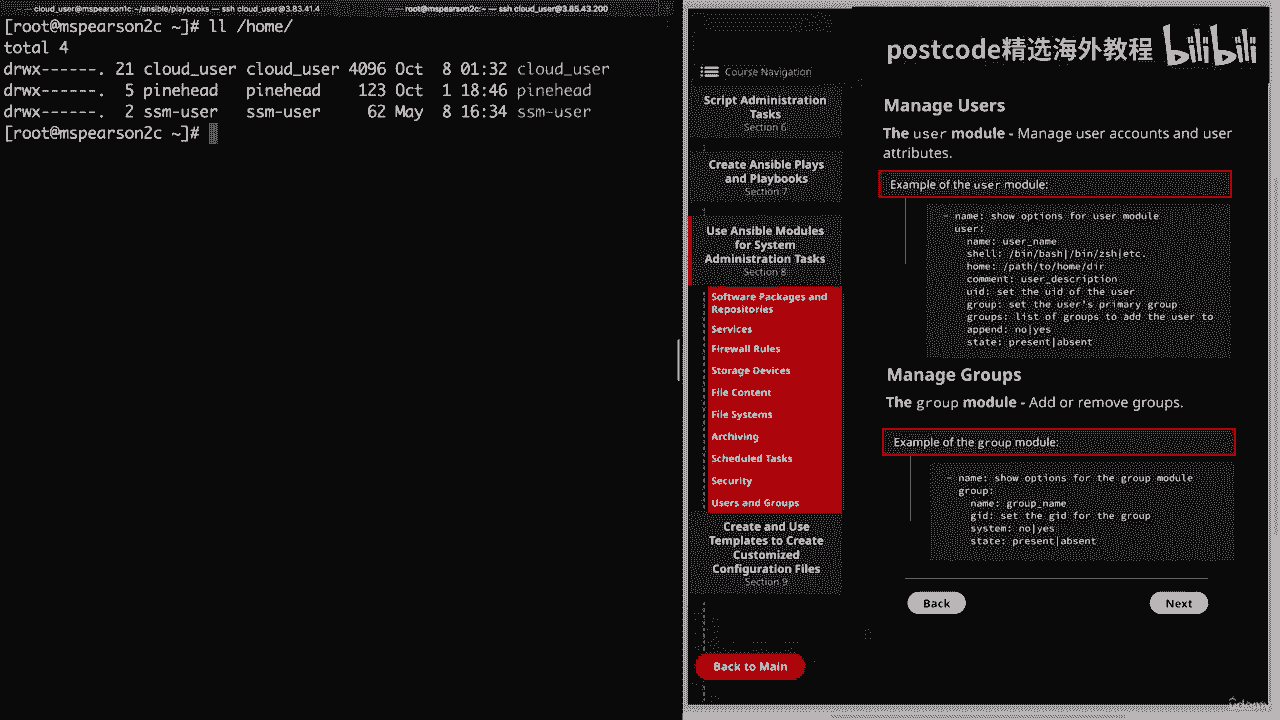 cloud_user@mspearson1c:~/ansible/playbooks — ssh cloud_user@3.83.41.4
root@mspearson2c:~ — ssh cloud_user@3.85.43.200
[root@mspearson2c ~]# ll /home/
total 4
drwx------. 21 cloud_user cloud_user 4096 Oct  8 01:32 cloud_user
drwx------.  5 pinehead   pinehead    123 Oct  1 18:46 pinehead
drwx------.  2 ssm-user   ssm-user     62 May  8 16:34 ssm-user
[root@mspearson2c ~]#
postcode精选海外教程 bilibili
Course Navigation
Script Administration
Tasks
Section 6
Create Ansible Plays
and Playbooks
Section 7
Use Ansible Modules
for System
Administration Tasks
Section 8
Software Packages and
Repositories
Services
Firewall Rules
Storage Devices
File Content
File Systems
Archiving
Scheduled Tasks
Security
Users and Groups
Create and Use
Templates to Create
Customized
Configuration Files
Section 9
Back to Main
Manage Users
The user module - Manage user accounts and user
attributes.
Example of the user module:
- name: show options for user module
user:
name: user_name
shell: /bin/bash|/bin/zsh|etc.
home: /path/to/home/dir
comment: user_description
uid: set the uid of the user
group: set the user's primary group
groups: list of groups to add the user to
append: no|yes
state: present|absent
Manage Groups
The group module - Add or remove groups.
Example of the group module:
- name: show options for the group module
group:
name: group_name
gid: set the gid for the group
system: no|yes
state: present|absent
Back
Next
Udemy